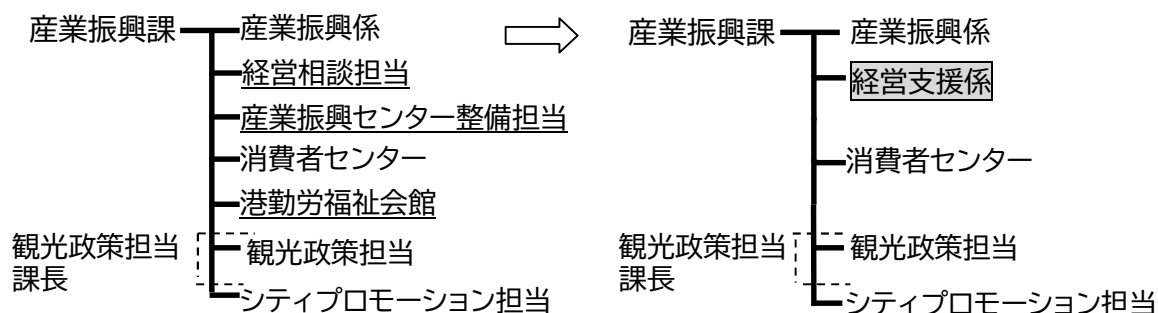 産業振興課
産業振興係
経営相談担当
産業振興センター整備担当
消費者センター
港勤労福祉会館
観光政策担当
課長
観光政策担当
シティプロモーション担当
産業振興課
産業振興係
経営支援係
消費者センター
観光政策担当
課長
観光政策担当
シティプロモーション担当